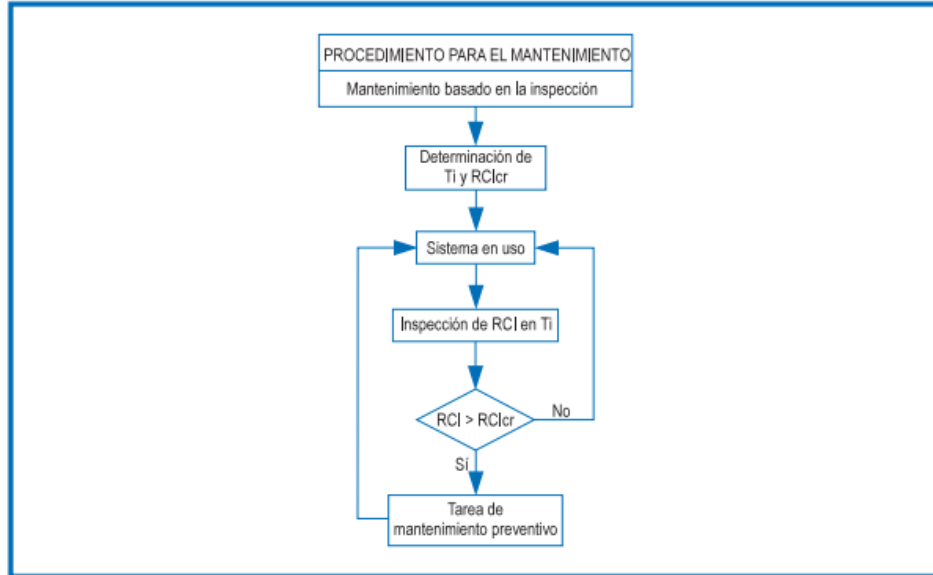 PROCEDIMIENTO PARA EL MANTENIMIENTO
Mantenimiento basado en la inspección
Determinación de
Ti y RCIcr
Sistema en uso
Inspección de RCI en Ti
RCI > RCIcr
No
Sí
Tarea de
mantenimiento preventivo